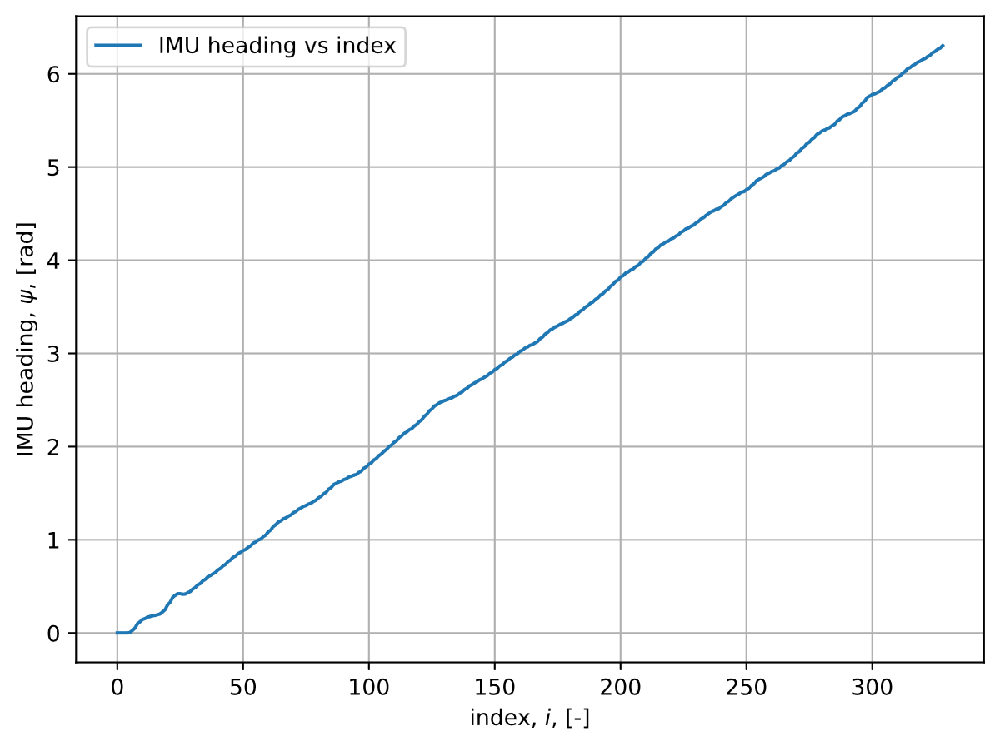 IMU heading vs index
6
5
4
3
2
1
0
IMU heading, ψ, [rad]
0 50 100 150 200 250 300
index, i, [-]